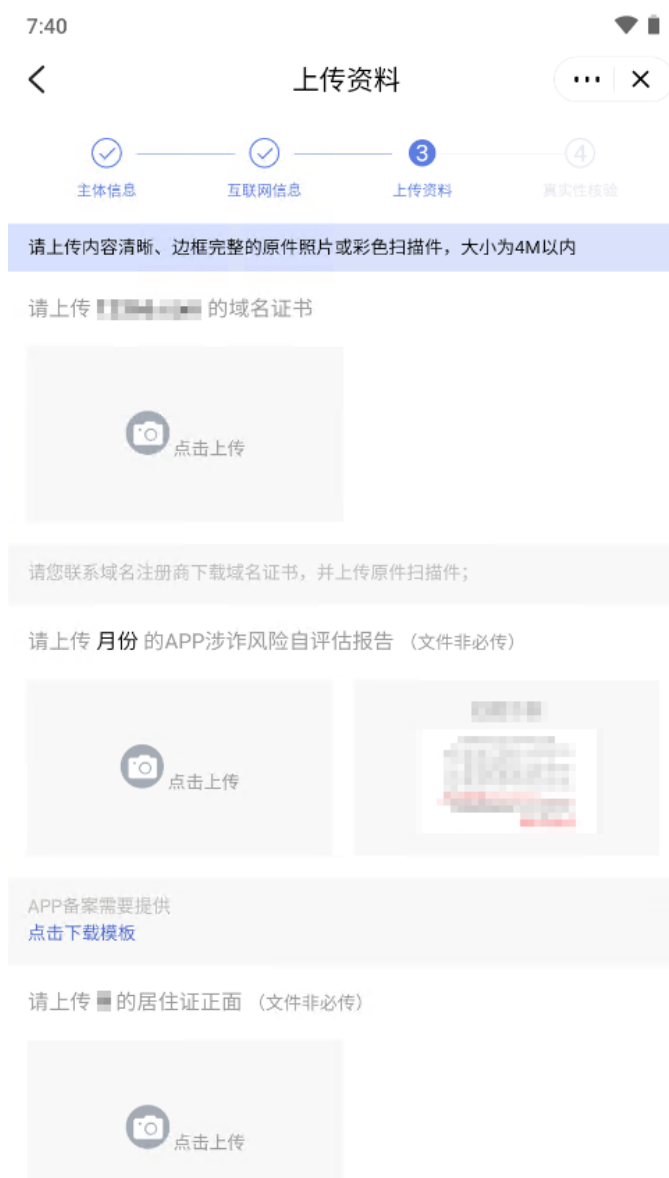 7:40
上传资料
3
4
主体信息
互联网信息
上传资料
真实性核验
请上传内容清晰、边框完整的原件照片或彩色扫描件，大小为4M以内
请上传 的域名证书
点击上传
请您联系域名注册商下载域名证书，并上传原件扫描件；
请上传 月份 的APP涉诈风险自评估报告 （文件非必传）
点击上传
APP备案需要提供
点击下载模板
请上传 的居住证正面 （文件非必传）
点击上传